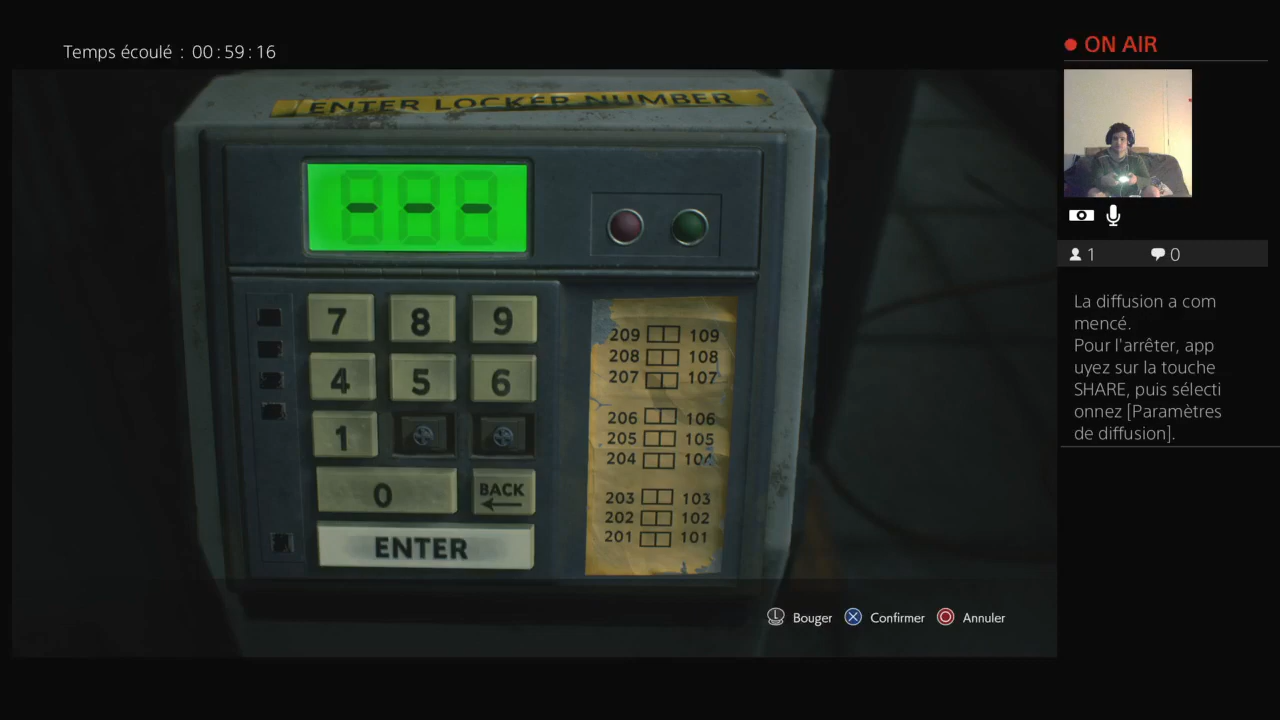 Temps écoulé : 00:59:16
ON AIR
ENTER LOCKER NUMBER
1
0
La diffusion a com
mencé.
Pour l'arrêter, app
uyez sur la touche
SHARE, puis sélecti
onnez [Paramètres
de diffusion].
---
7 8 9
4 5 6
1
0 BACK
ENTER
209 109
208 108
207 107
206 106
205 105
204 104
203 103
202 102
201 101
L Bouger Confirmer Annuler